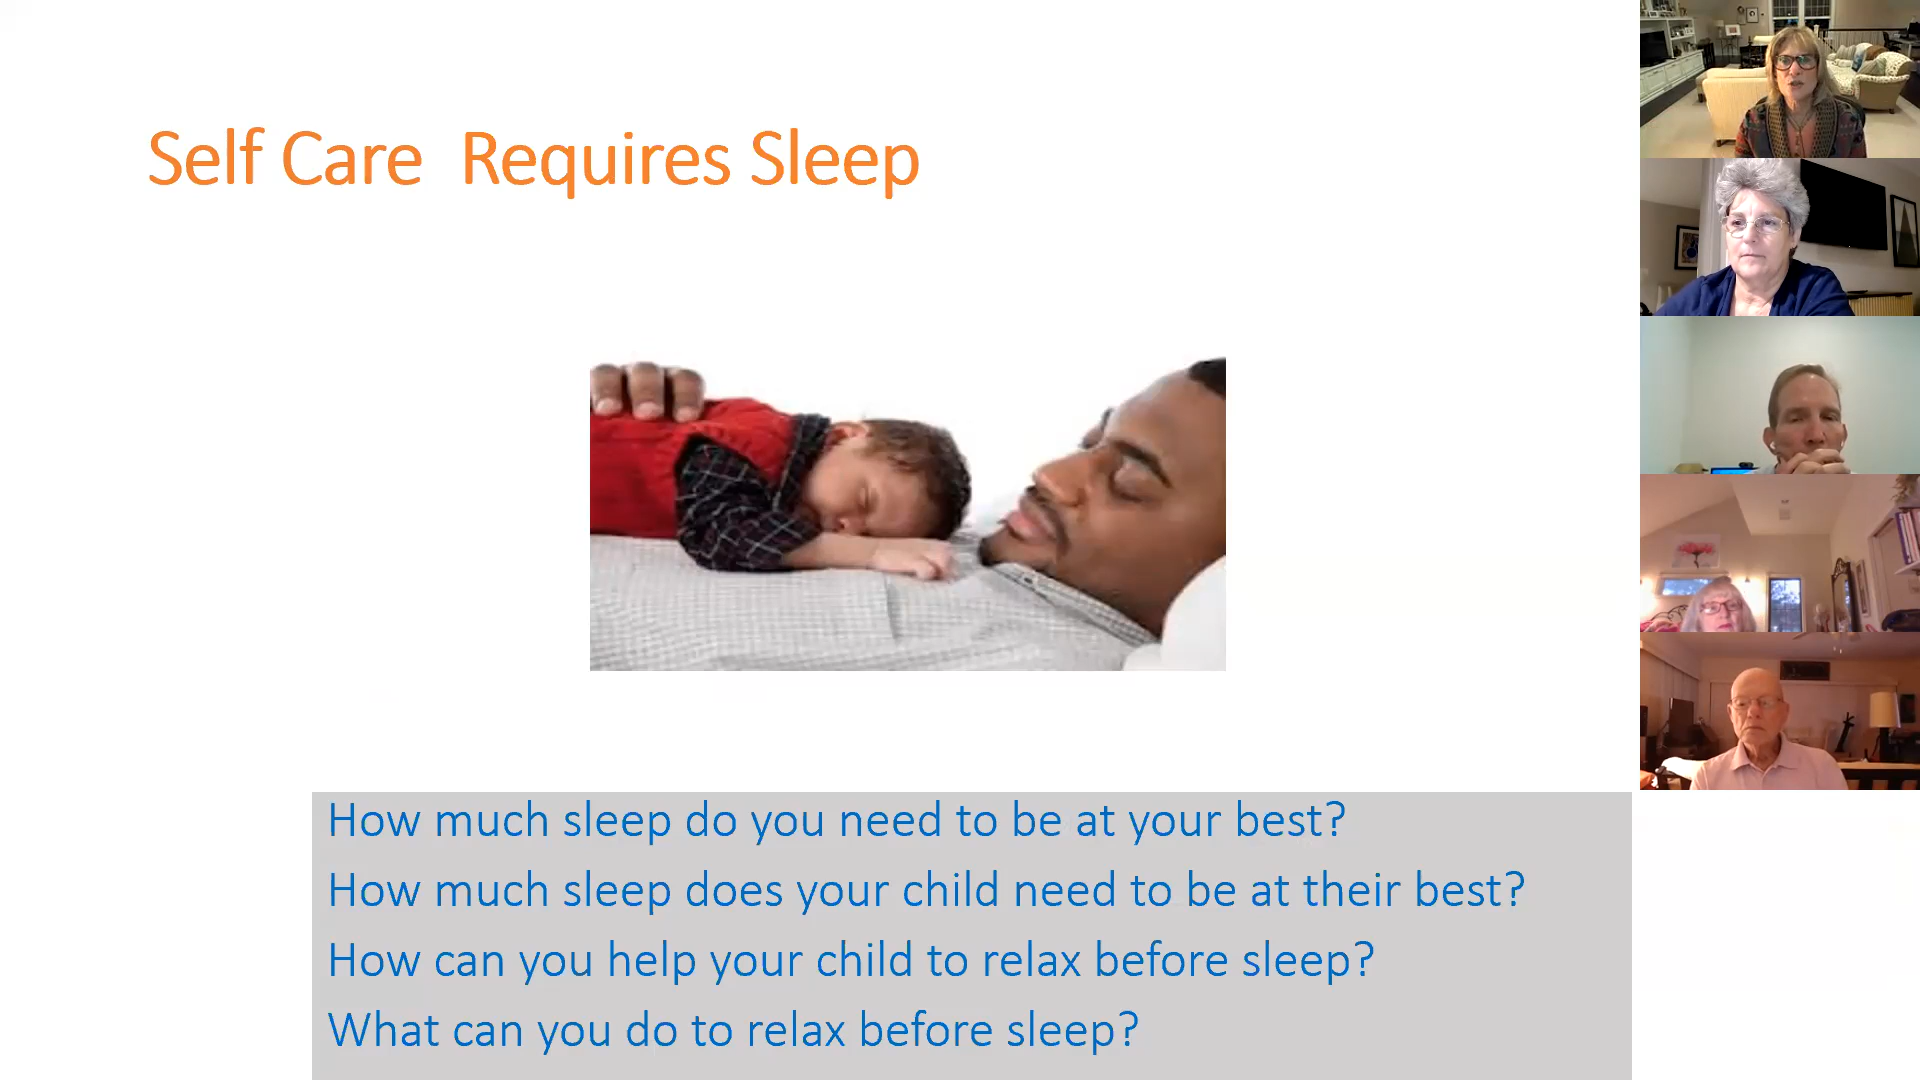 Self Care  Requires Sleep
How much sleep do you need to be at your best?
How much sleep does your child need to be at their best?
How can you help your child to relax before sleep?
What can you do to relax before sleep?